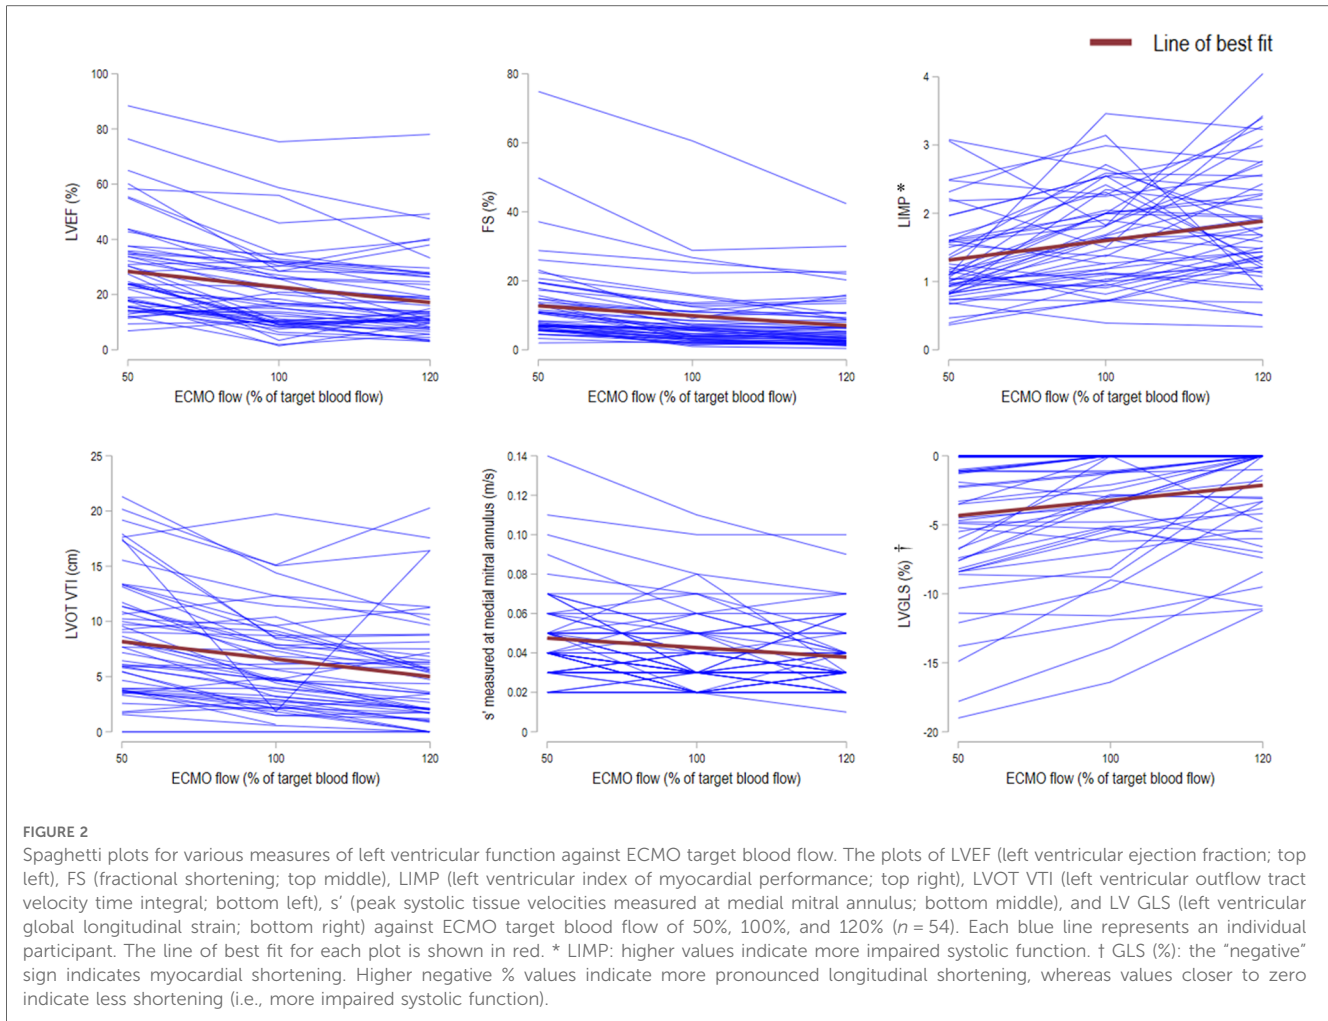 Line of best fit
100
80
60
40
20
0
LVEF (%)
50
100
120
ECMO flow (% of target blood flow)
80
60
40
20
0
FS (%)
50
100
120
ECMO flow (% of target blood flow)
4
3
2
1
0
LIMP *
50
100
120
ECMO flow (% of target blood flow)
25
20
15
10
5
0
LVOT VTI (cm)
50
100
120
ECMO flow (% of target blood flow)
0.14
0.12
0.10
0.08
0.06
0.04
0.02
0
s' measured at medial mitral annulus (m/s)
50
100
120
ECMO flow (% of target blood flow)
0
-5
-10
-15
-20
LVGLS (%) †
50
100
120
ECMO flow (% of target blood flow)
FIGURE 2
Spaghetti plots for various measures of left ventricular function against ECMO target blood flow. The plots of LVEF (left ventricular ejection fraction; top
left), FS (fractional shortening; top middle), LIMP (left ventricular index of myocardial performance; top right), LVOT VTI (left ventricular outflow tract
velocity time integral; bottom left), s’ (peak systolic tissue velocities measured at medial mitral annulus; bottom middle), and LV GLS (left ventricular
global longitudinal strain; bottom right) against ECMO target blood flow of 50%, 100%, and 120% (n = 54). Each blue line represents an individual
participant. The line of best fit for each plot is shown in red. * LIMP: higher values indicate more impaired systolic function. † GLS (%): the “negative”
sign indicates myocardial shortening. Higher negative % values indicate more pronounced longitudinal shortening, whereas values closer to zero
indicate less shortening (i.e., more impaired systolic function).